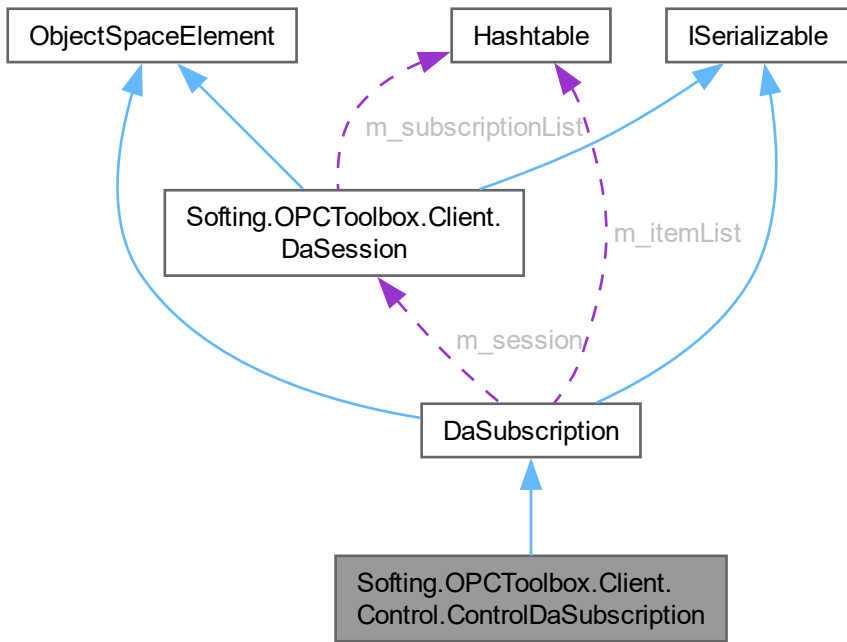 ObjectSpaceElement
Hashtable
ISerializable
m_subscriptionList
Softing.OPCToolbox.Client.
DaSession
m_itemList
m_session
DaSubscription
Softing.OPCToolbox.Client.
Control.ControlDaSubscription